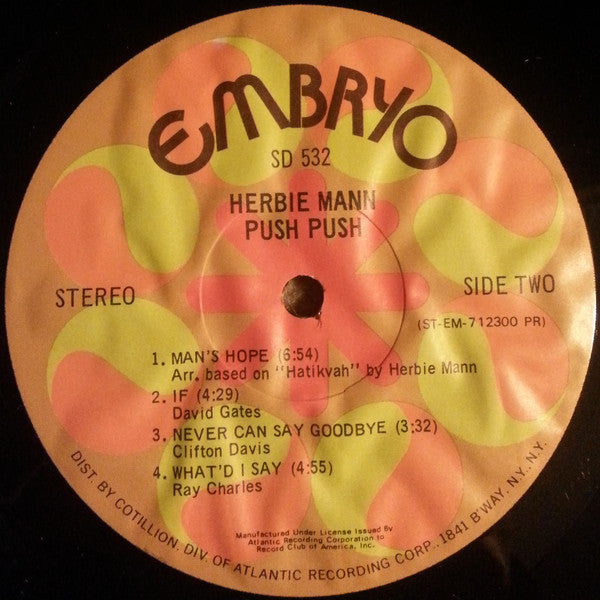 EMBRYO
SD 532
HERBIE MANN
PUSH PUSH
STEREO
SIDE TWO
(ST-EM-712300 PR)
1. MAN'S HOPE (6:54)
Arr. based on "Hatikvah" by Herbie Mann
2. IF (4:29)
David Gates
3. NEVER CAN SAY GOODBYE (3:32)
Clifton Davis
4. WHAT'D I SAY (4:55)
Ray Charles
Manufactured Under License Issued By
Atlantic Recording Corporation to
Record Club of America, Inc.
DIST. BY COTILLION, DIV. OF ATLANTIC RECORDING CORP., 1841 B'WAY, N.Y. N.Y.